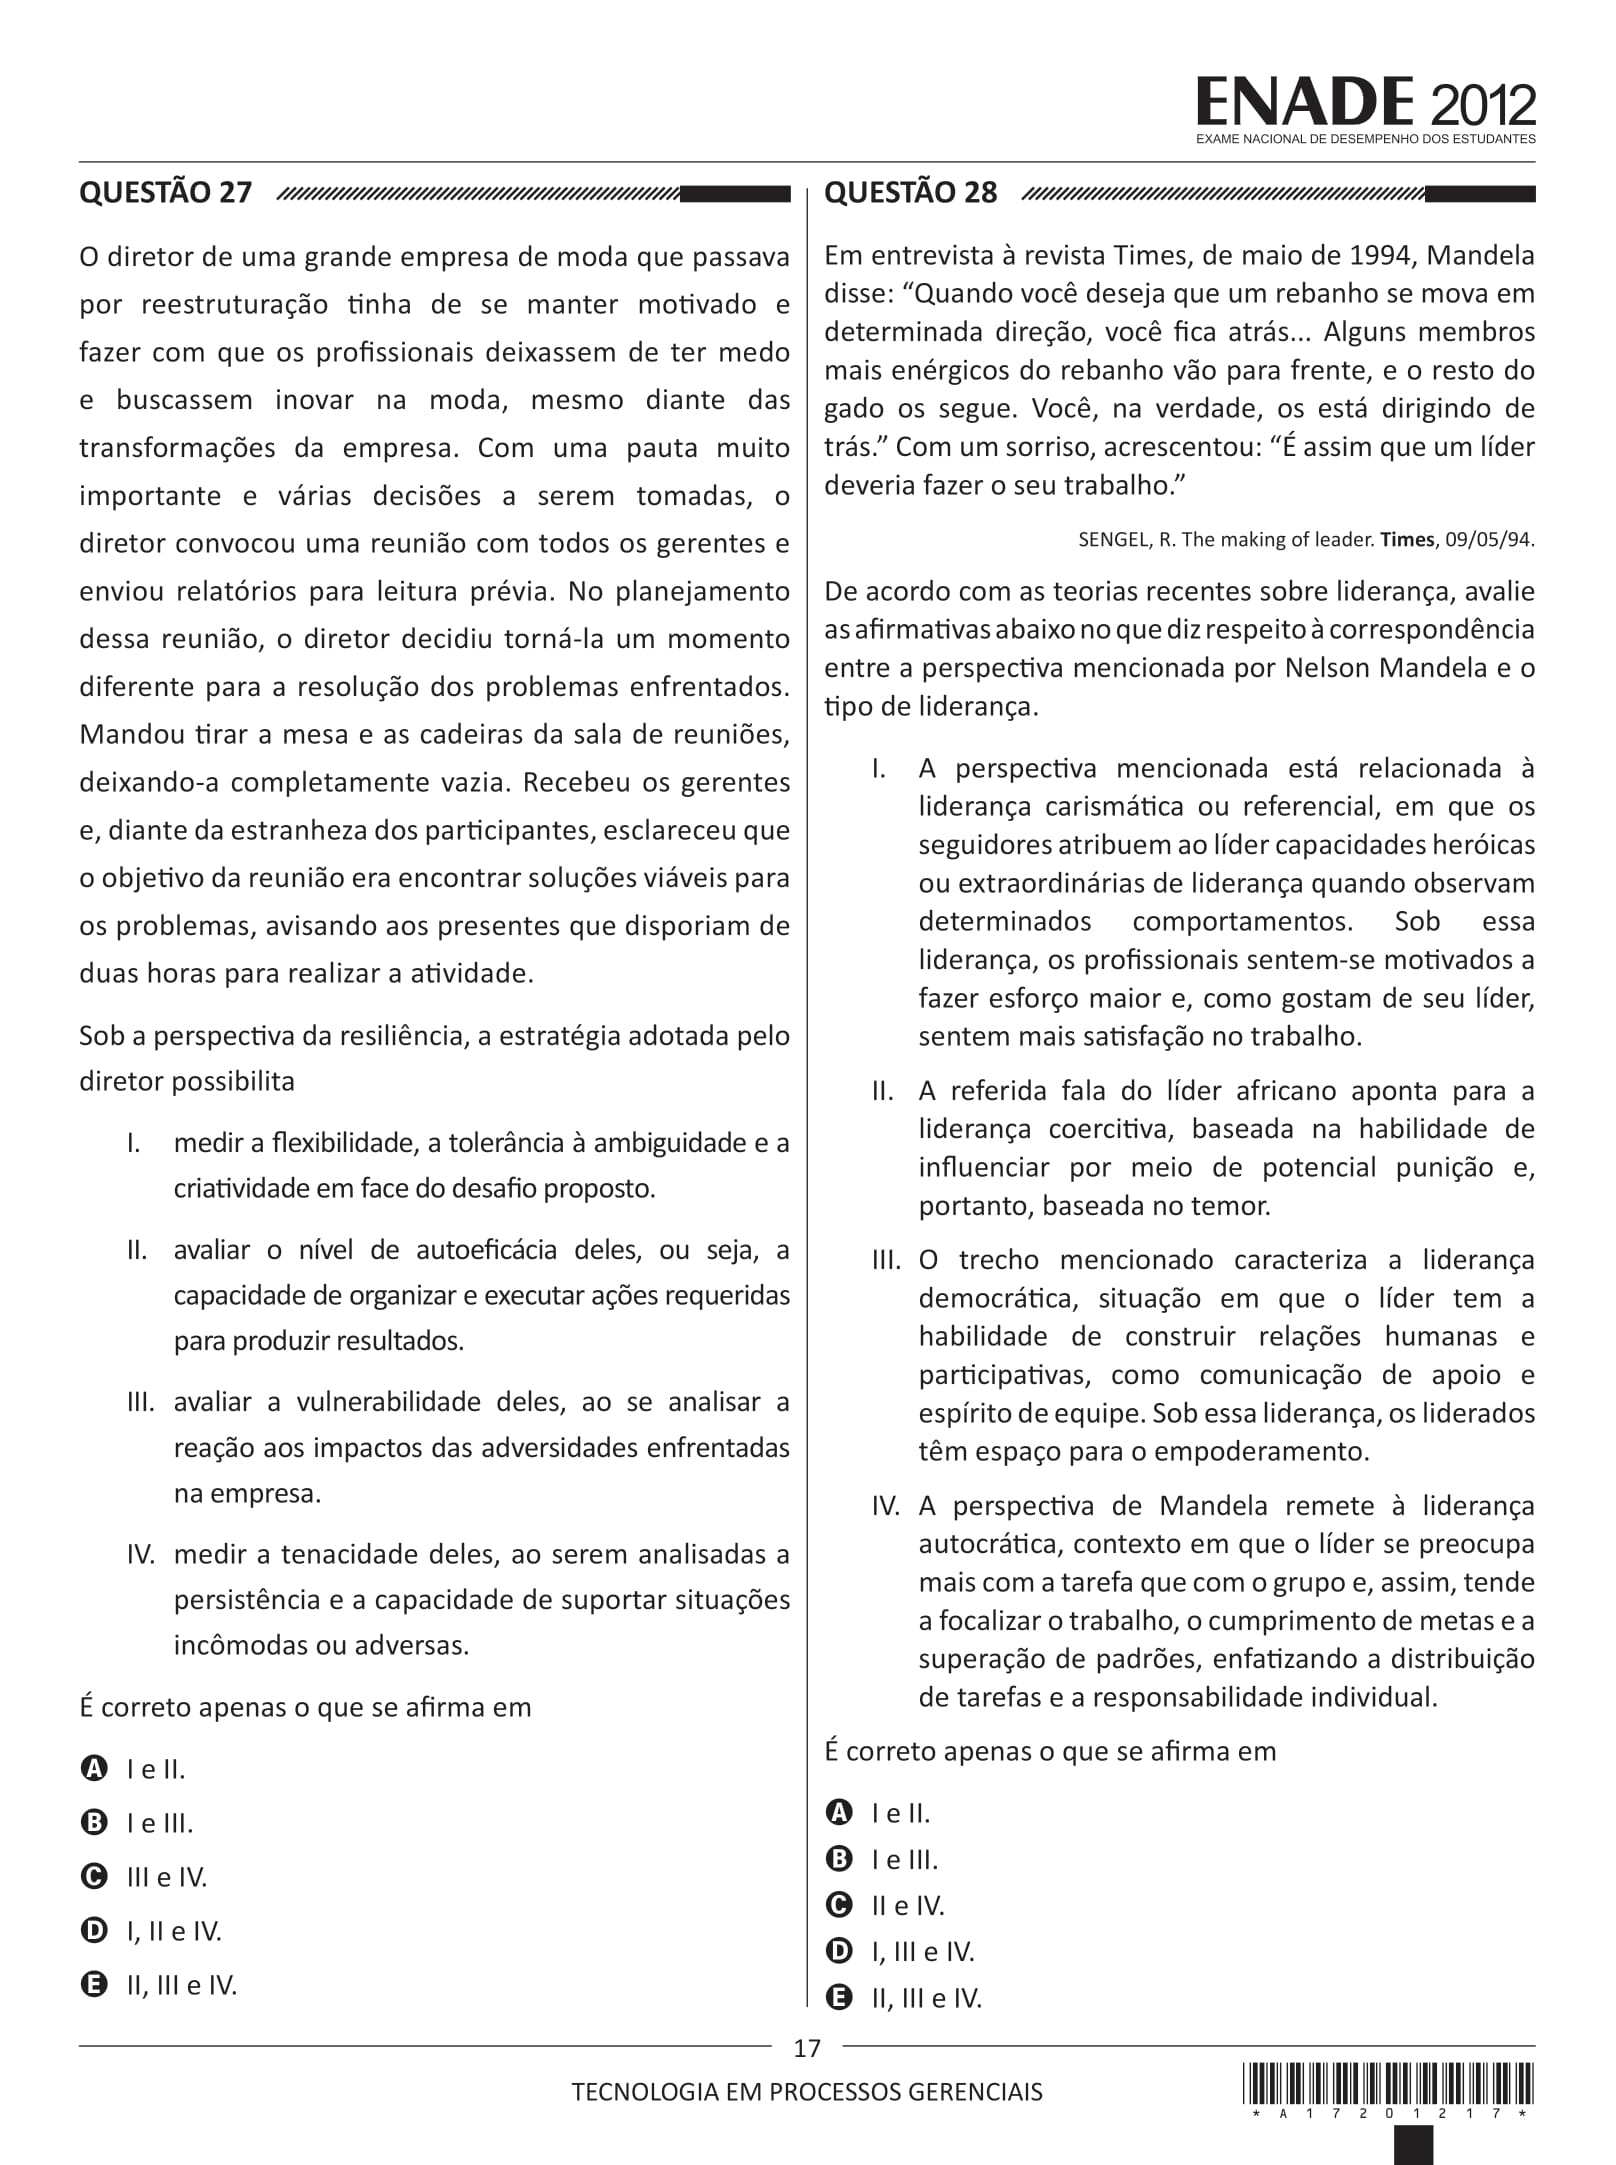 ENADE 2012
EXAME NACIONAL DE DESEMPENHO DOS ESTUDANTES
QUESTÃO 27
O diretor de uma grande empresa de moda que passava
por reestruturação tinha de se manter motivado e
fazer com que os profissionais deixassem de ter medo
e buscassem inovar na moda, mesmo diante das
transformações da empresa. Com uma pauta muito
importante e várias decisões a serem tomadas, o
diretor convocou uma reunião com todos os gerentes e
enviou relatórios para leitura prévia. No planejamento
dessa reunião, o diretor decidiu torná-la um momento
diferente para a resolução dos problemas enfrentados.
Mandou tirar a mesa e as cadeiras da sala de reuniões,
deixando-a completamente vazia. Recebeu os gerentes
e, diante da estranheza dos participantes, esclareceu que
o objetivo da reunião era encontrar soluções viáveis para
os problemas, avisando aos presentes que disporiam de
duas horas para realizar a atividade.
Sob a perspectiva da resiliência, a estratégia adotada pelo
diretor possibilita
I. medir a flexibilidade, a tolerância à ambiguidade e a
criatividade em face do desafio proposto.
II. avaliar o nível de autoeficácia deles, ou seja, a
capacidade de organizar e executar ações requeridas
para produzir resultados.
III. avaliar a vulnerabilidade deles, ao se analisar a
reação aos impactos das adversidades enfrentadas
na empresa.
IV. medir a tenacidade deles, ao serem analisadas a
persistência e a capacidade de suportar situações
incômodas ou adversas.
É correto apenas o que se afirma em
A I e II.
B I e III.
C III e IV.
D I, II e IV.
E II, III e IV.
QUESTÃO 28
Em entrevista à revista Times, de maio de 1994, Mandela
disse: “Quando você deseja que um rebanho se mova em
determinada direção, você fica atrás... Alguns membros
mais enérgicos do rebanho vão para frente, e o resto do
gado os segue. Você, na verdade, os está dirigindo de
trás.” Com um sorriso, acrescentou: “É assim que um líder
deveria fazer o seu trabalho.”
SENGEL, R. The making of leader. Times, 09/05/94.
De acordo com as teorias recentes sobre liderança, avalie
as afirmativas abaixo no que diz respeito à correspondência
entre a perspectiva mencionada por Nelson Mandela e o
tipo de liderança.
I. A perspectiva mencionada está relacionada à
liderança carismática ou referencial, em que os
seguidores atribuem ao líder capacidades heróicas
ou extraordinárias de liderança quando observam
determinados comportamentos. Sob essa
liderança, os profissionais sentem-se motivados a
fazer esforço maior e, como gostam de seu líder,
sentem mais satisfação no trabalho.
II. A referida fala do líder africano aponta para a
liderança coercitiva, baseada na habilidade de
influenciar por meio de potencial punição e,
portanto, baseada no temor.
III. O trecho mencionado caracteriza a liderança
democrática, situação em que o líder tem a
habilidade de construir relações humanas e
participativas, como comunicação de apoio e
espírito de equipe. Sob essa liderança, os liderados
têm espaço para o empoderamento.
IV. A perspectiva de Mandela remete à liderança
autocrática, contexto em que o líder se preocupa
mais com a tarefa que com o grupo e, assim, tende
a focalizar o trabalho, o cumprimento de metas e a
superação de padrões, enfatizando a distribuição
de tarefas e a responsabilidade individual.
É correto apenas o que se afirma em
A I e II.
B I e III.
C II e IV.
D I, III e IV.
E II, III e IV.
17
TECNOLOGIA EM PROCESSOS GERENCIAIS
* A 1 7 2 0 1 2 1 7 *